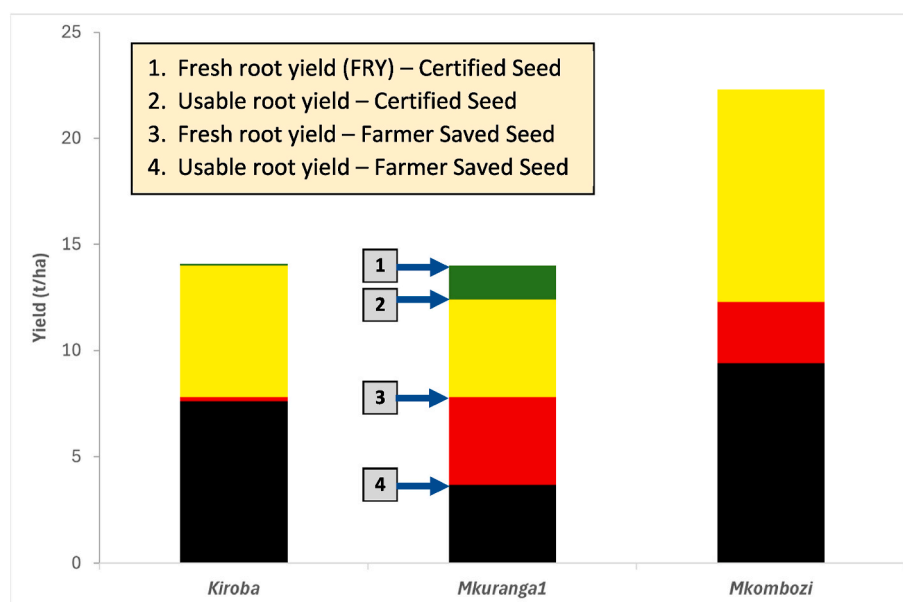 25
20
15
10
5
0
Yield (t/ha)
1. Fresh root yield (FRY) – Certified Seed
2. Usable root yield – Certified Seed
3. Fresh root yield – Farmer Saved Seed
4. Usable root yield – Farmer Saved Seed
1
2
3
4
Kiroba
Mkuranga1
Mkombozi